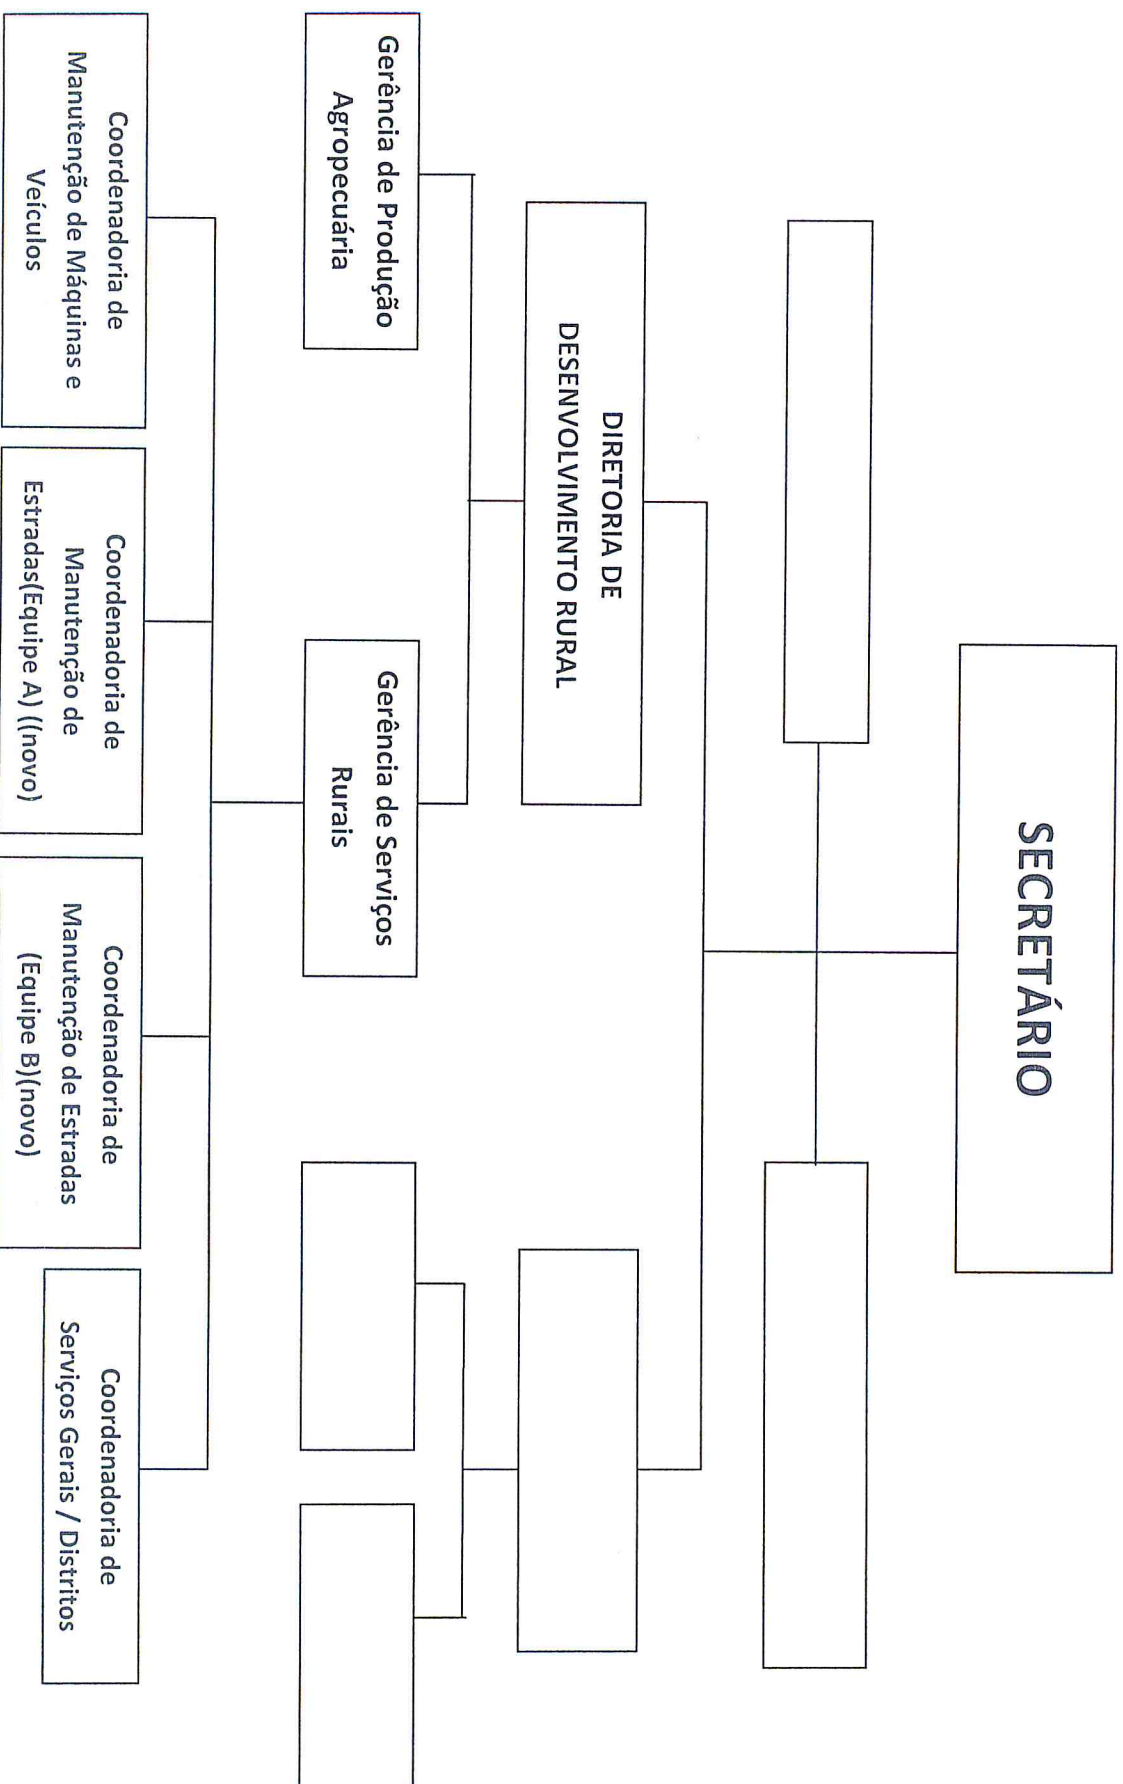 SECRETÁRIO
DIRETORIA DE
DESENVOLVIMENTO RURAL
Gerência de Produção
Agropecuária
Gerência de Serviços
Rurais
Coordenadoria de
Manutenção de Máquinas e
Veículos
Coordenadoria de
Manutenção de
Estradas(Equipe A) ((novo)
Coordenadoria de
Manutenção de Estradas
(Equipe B)(novo)
Coordenadoria de
Serviços Gerais / Distritos